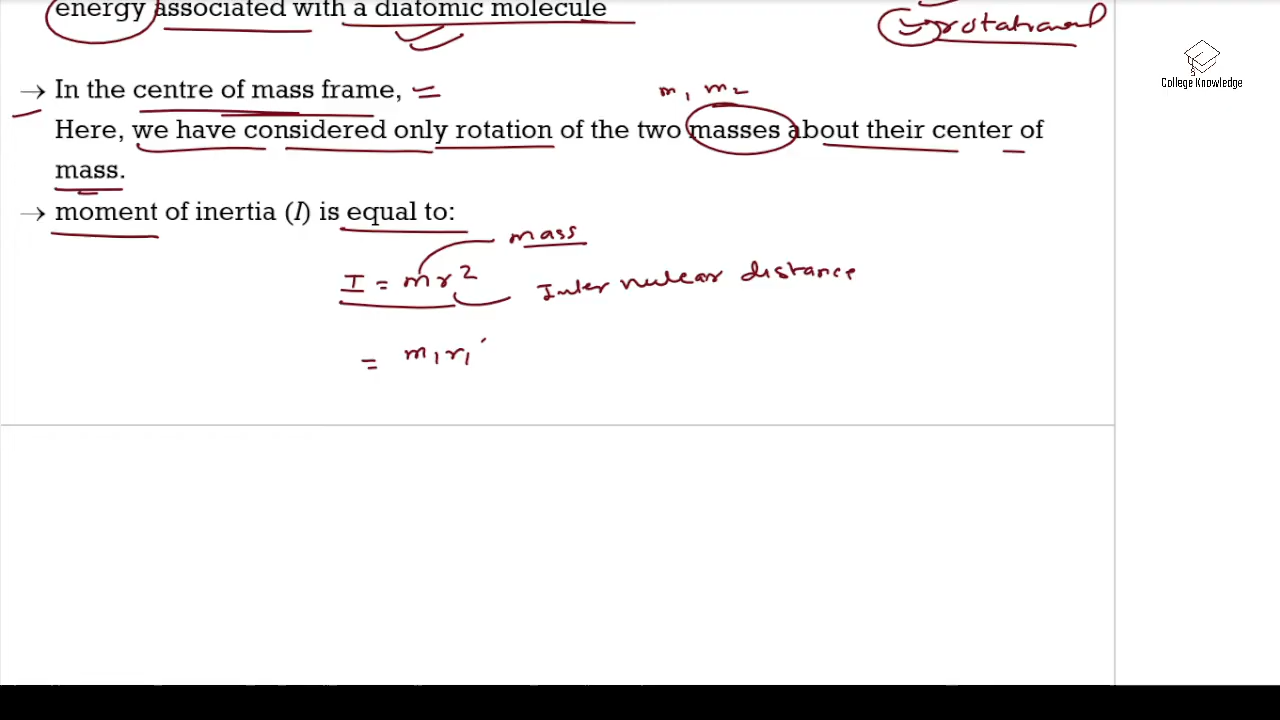 energy associated with a diatomic molecule
rotational
→ In the centre of mass frame,
m1 m2
College Knowledge
Here, we have considered only rotation of the two masses about their center of
mass.
→ moment of inertia (I) is equal to:
mass
I = mr²
Inter nulear distance
= m1r1